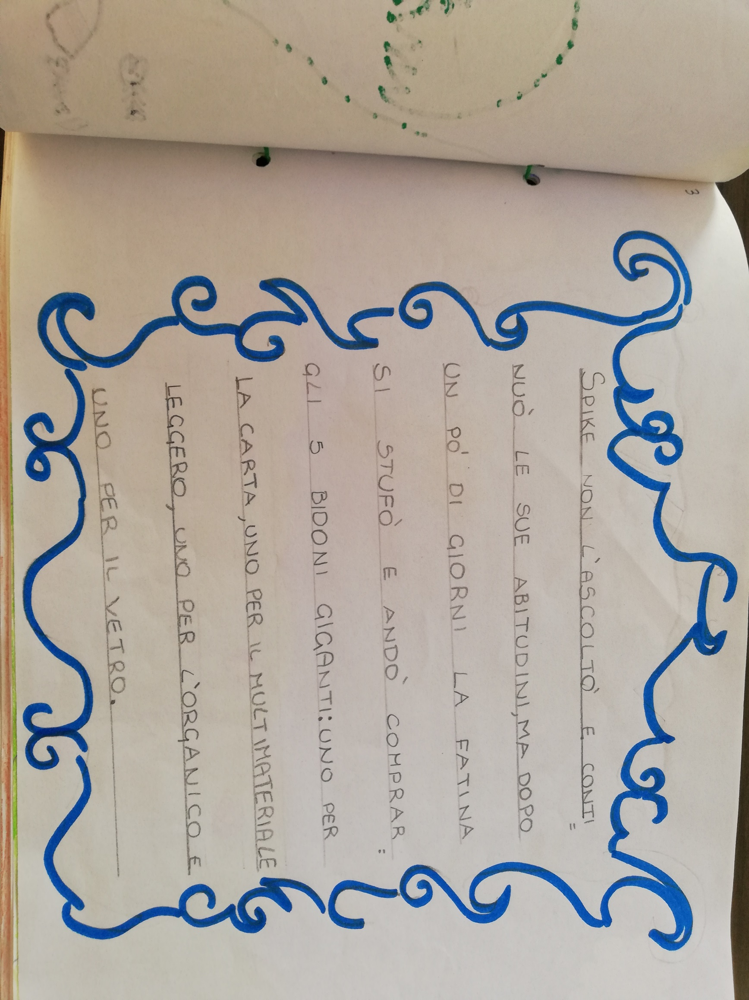 3
SPIKE NON L'ASCOLTÒ E CONTI=
NUÒ LE SUE ABITUDINI, MA DOPO
UN PO' DI GIORNI LA FATINA
SI STUFÒ E ANDÒ COMPRAR=
GLI 5 BIDONI GIGANTI: UNO PER
LA CARTA, UNO PER IL MULTIMATERIALE
LEGGERO, UNO PER L'ORGANICO E
UNO PER IL VETRO.